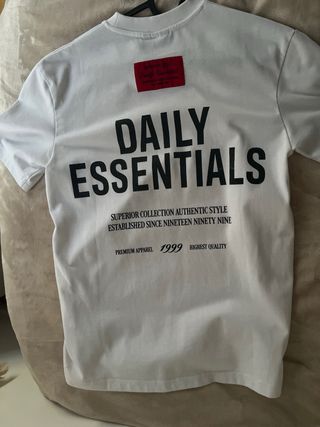 DAILY
ESSENTIALS
SUPERIOR COLLECTION AUTHENTIC STYLE
ESTABLISHED SINCE NINETEEN NINETY NINE
PREMIUM APPAREL 1999 HIGHEST QUALITY